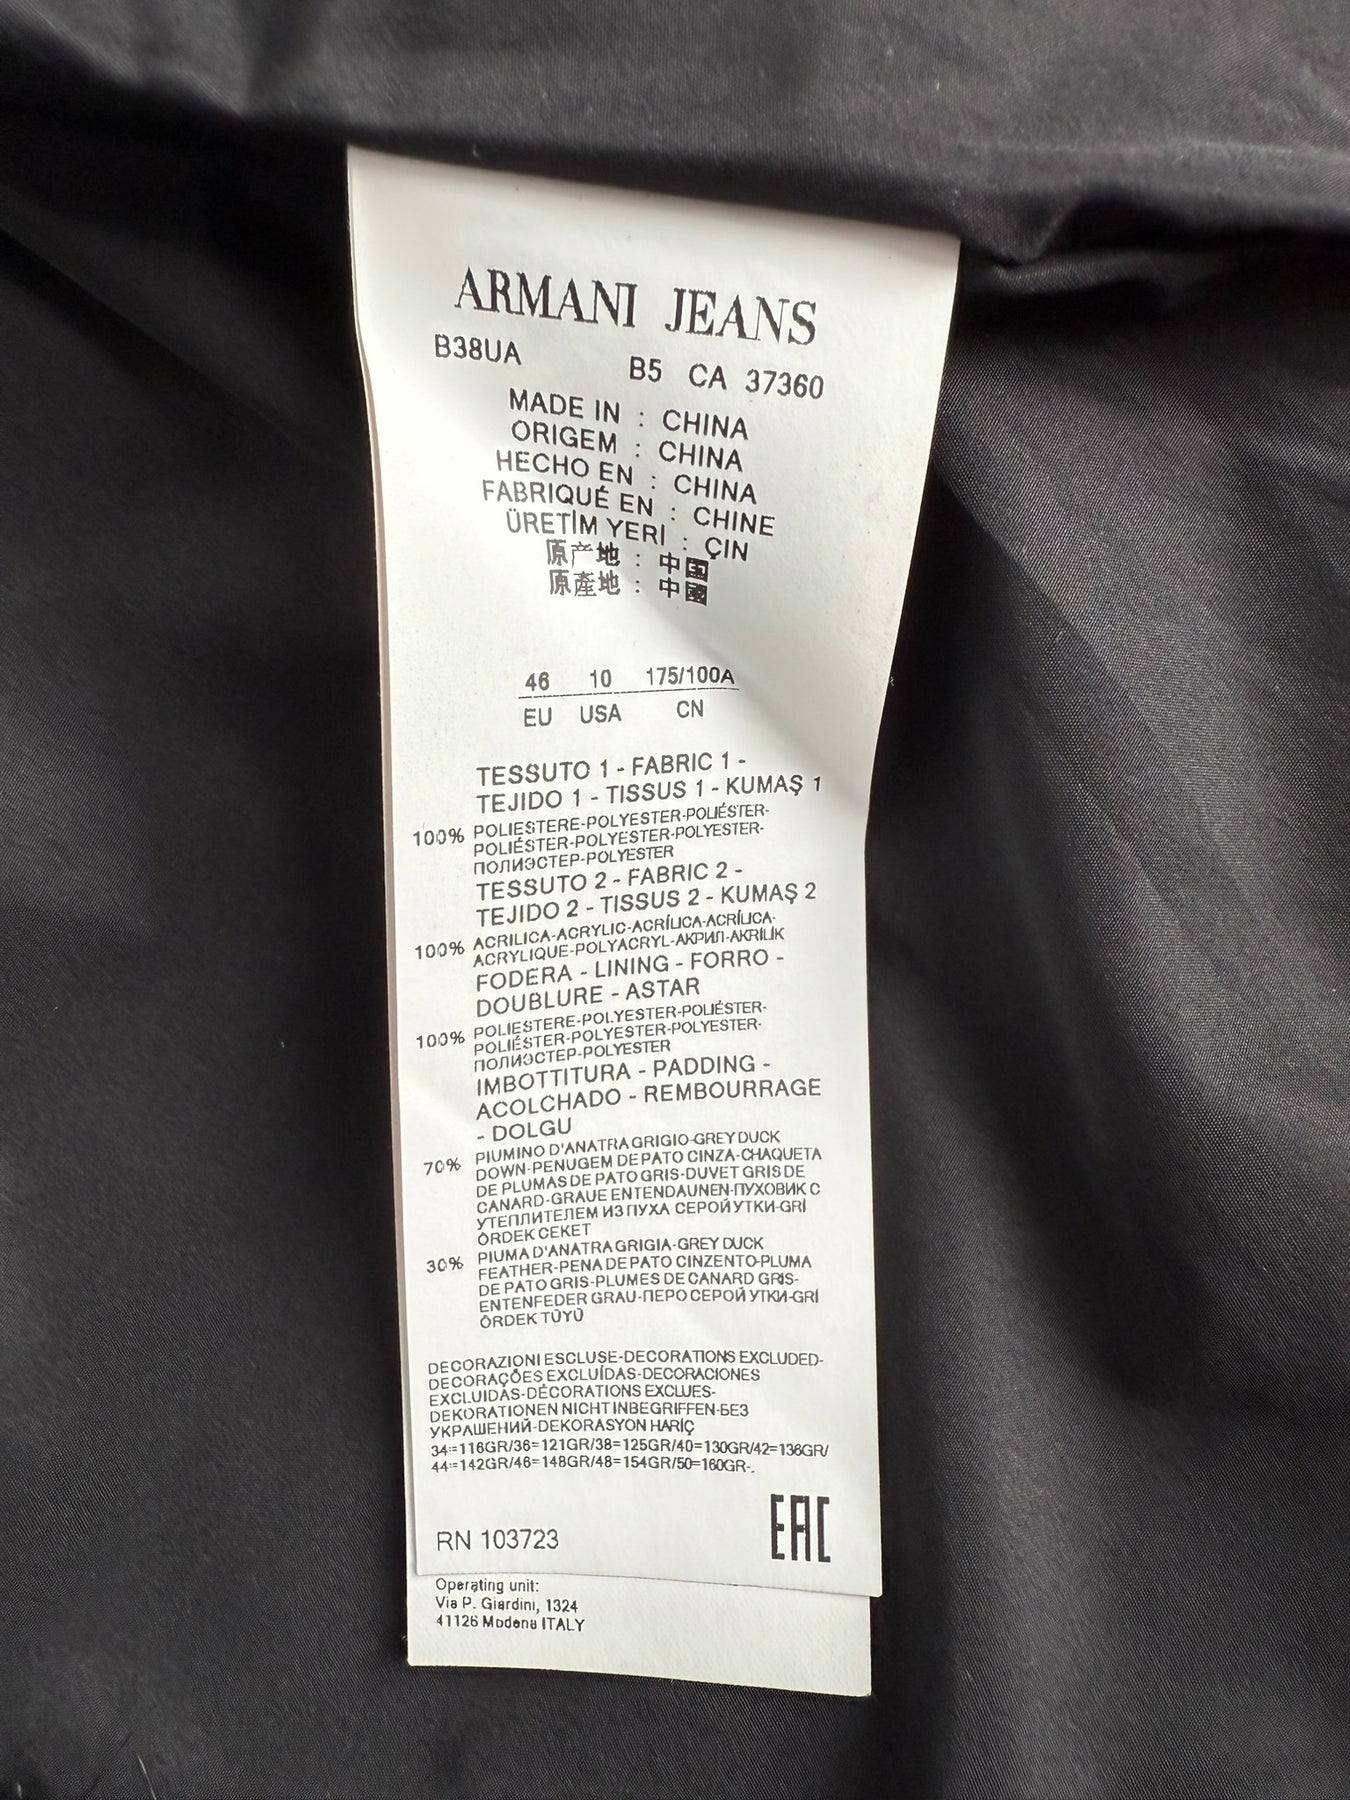 ARMANI JEANS
B38UA B5 CA 37360
MADE IN : CHINA
ORIGEM : CHINA
HECHO EN : CHINA
FABRIQUÉ EN : CHINE
ÜRETİM YERI : ÇIN
原产地 : 中国
原產地 : 中國
46 10 175/100A
EU USA CN
TESSUTO 1 - FABRIC 1 -
TEJIDO 1 - TISSUS 1 - KUMAŞ 1
100% POLIESTERE-POLYESTER-POLIÉSTER-
POLIÉSTER-POLYESTER-POLYESTER-
ПОЛИЭСТЕР-POLYESTER
TESSUTO 2 - FABRIC 2 -
TEJIDO 2 - TISSUS 2 - KUMAŞ 2
100% ACRILICA-ACRYLIC-ACRÍLICA-ACRÍLICA-
ACRYLIQUE-POLYACRYL-АКРИЛ-AKRİLİK
FODERA - LINING - FORRO -
DOUBLURE - ASTAR
100% POLIESTERE-POLYESTER-POLIÉSTER-
POLIÉSTER-POLYESTER-POLYESTER-
ПОЛИЭСТЕР-POLYESTER
IMBOTTITURA - PADDING -
ACOLCHADO - REMBOURRAGE
- DOLGU
70% PIUMINO D'ANATRA GRIGIO-GREY DUCK
DOWN-PENUGEM DE PATO CINZA-CHAQUETA
DE PLUMAS DE PATO GRIS-DUVET GRIS DE
CANARD-GRAUE ENTENDAUNEN-ПУХОВИК С
УТЕПЛИТЕЛЕМ ИЗ ПУХА СЕРОЙ УТКИ-GRİ
ÖRDEK CEKET
30% PIUMA D'ANATRA GRIGIA-GREY DUCK
FEATHER-PENA DE PATO CINZENTO-PLUMA
DE PATO GRIS-PLUMES DE CANARD GRIS-
ENTENFEDER GRAU-ПЕРО СЕРОЙ УТКИ-GRİ
ÖRDEK TÜYÜ
DECORAZIONI ESCLUSE-DECORATIONS EXCLUDED-
DECORAÇÕES EXCLUÍDAS-DECORACIONES
EXCLUIDAS-DÉCORATIONS EXCLUES-
DEKORATIONEN NICHT INBEGRIFFEN-БЕЗ
УКРАШЕНИЙ-DEKORASYON HARIÇ
34=116GR/36=121GR/38=125GR/40=130GR/42=136GR/
44=142GR/46=148GR/48=154GR/50=160GR-.
RN 103723 EAC
Operating unit:
Via P. Giardini, 1324
41126 Modena ITALY